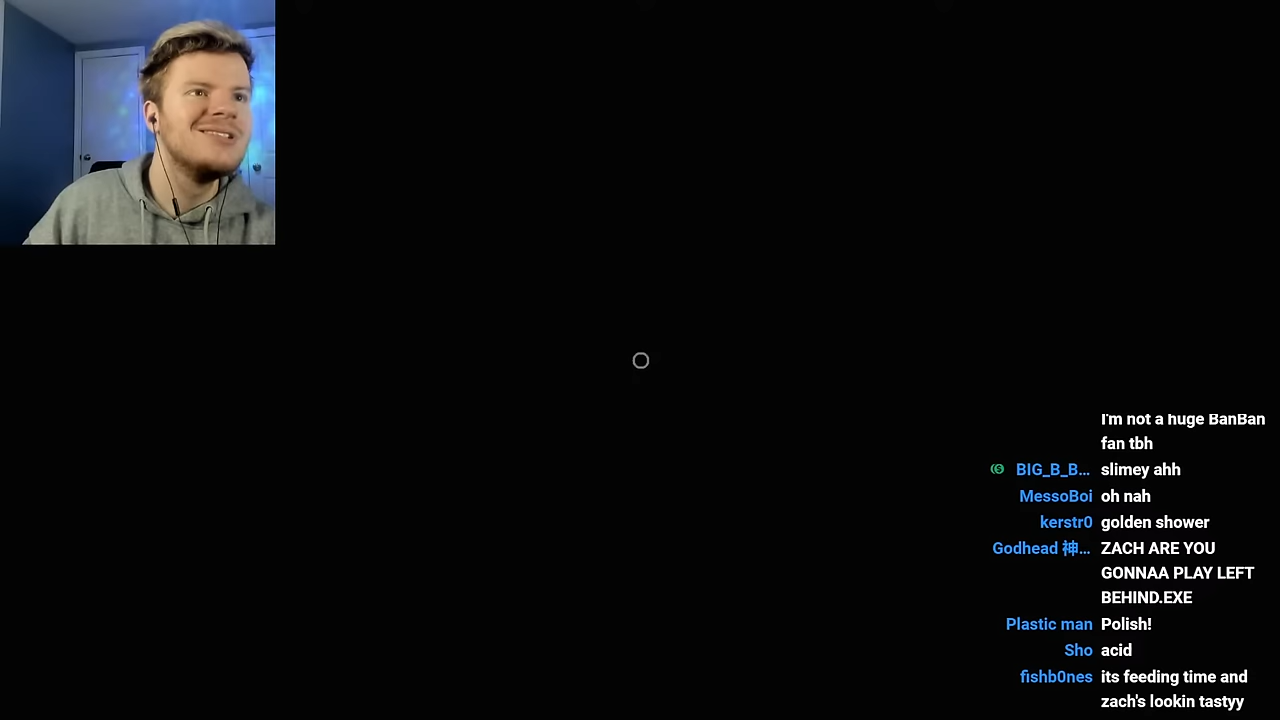 I'm not a huge BanBan
fan tbh
BIG_B_B... slimey ahh
MessoBoi oh nah
kerstr0 golden shower
Godhead 神... ZACH ARE YOU
GONNAA PLAY LEFT
BEHIND.EXE
Plastic man Polish!
Sho acid
fishb0nes its feeding time and
zach's lookin tastyy